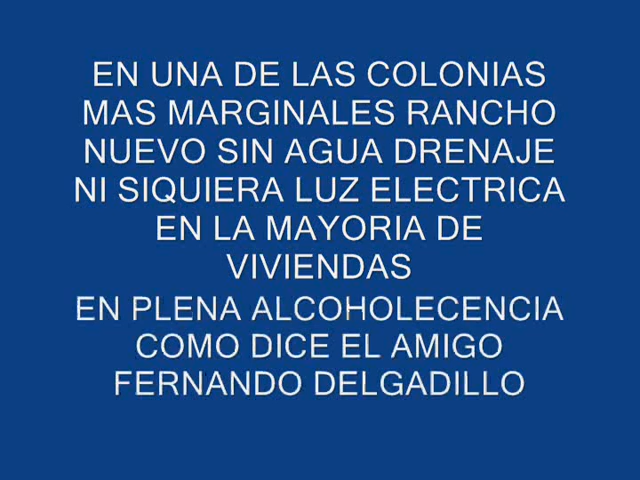 EN UNA DE LAS COLONIAS
MAS MARGINALES RANCHO
NUEVO SIN AGUA DRENAJE
NI SIQUIERA LUZ ELECTRICA
EN LA MAYORIA DE
VIVIENDAS
EN PLENA ALCOHOLECENCIA
COMO DICE EL AMIGO
FERNANDO DELGADILLO